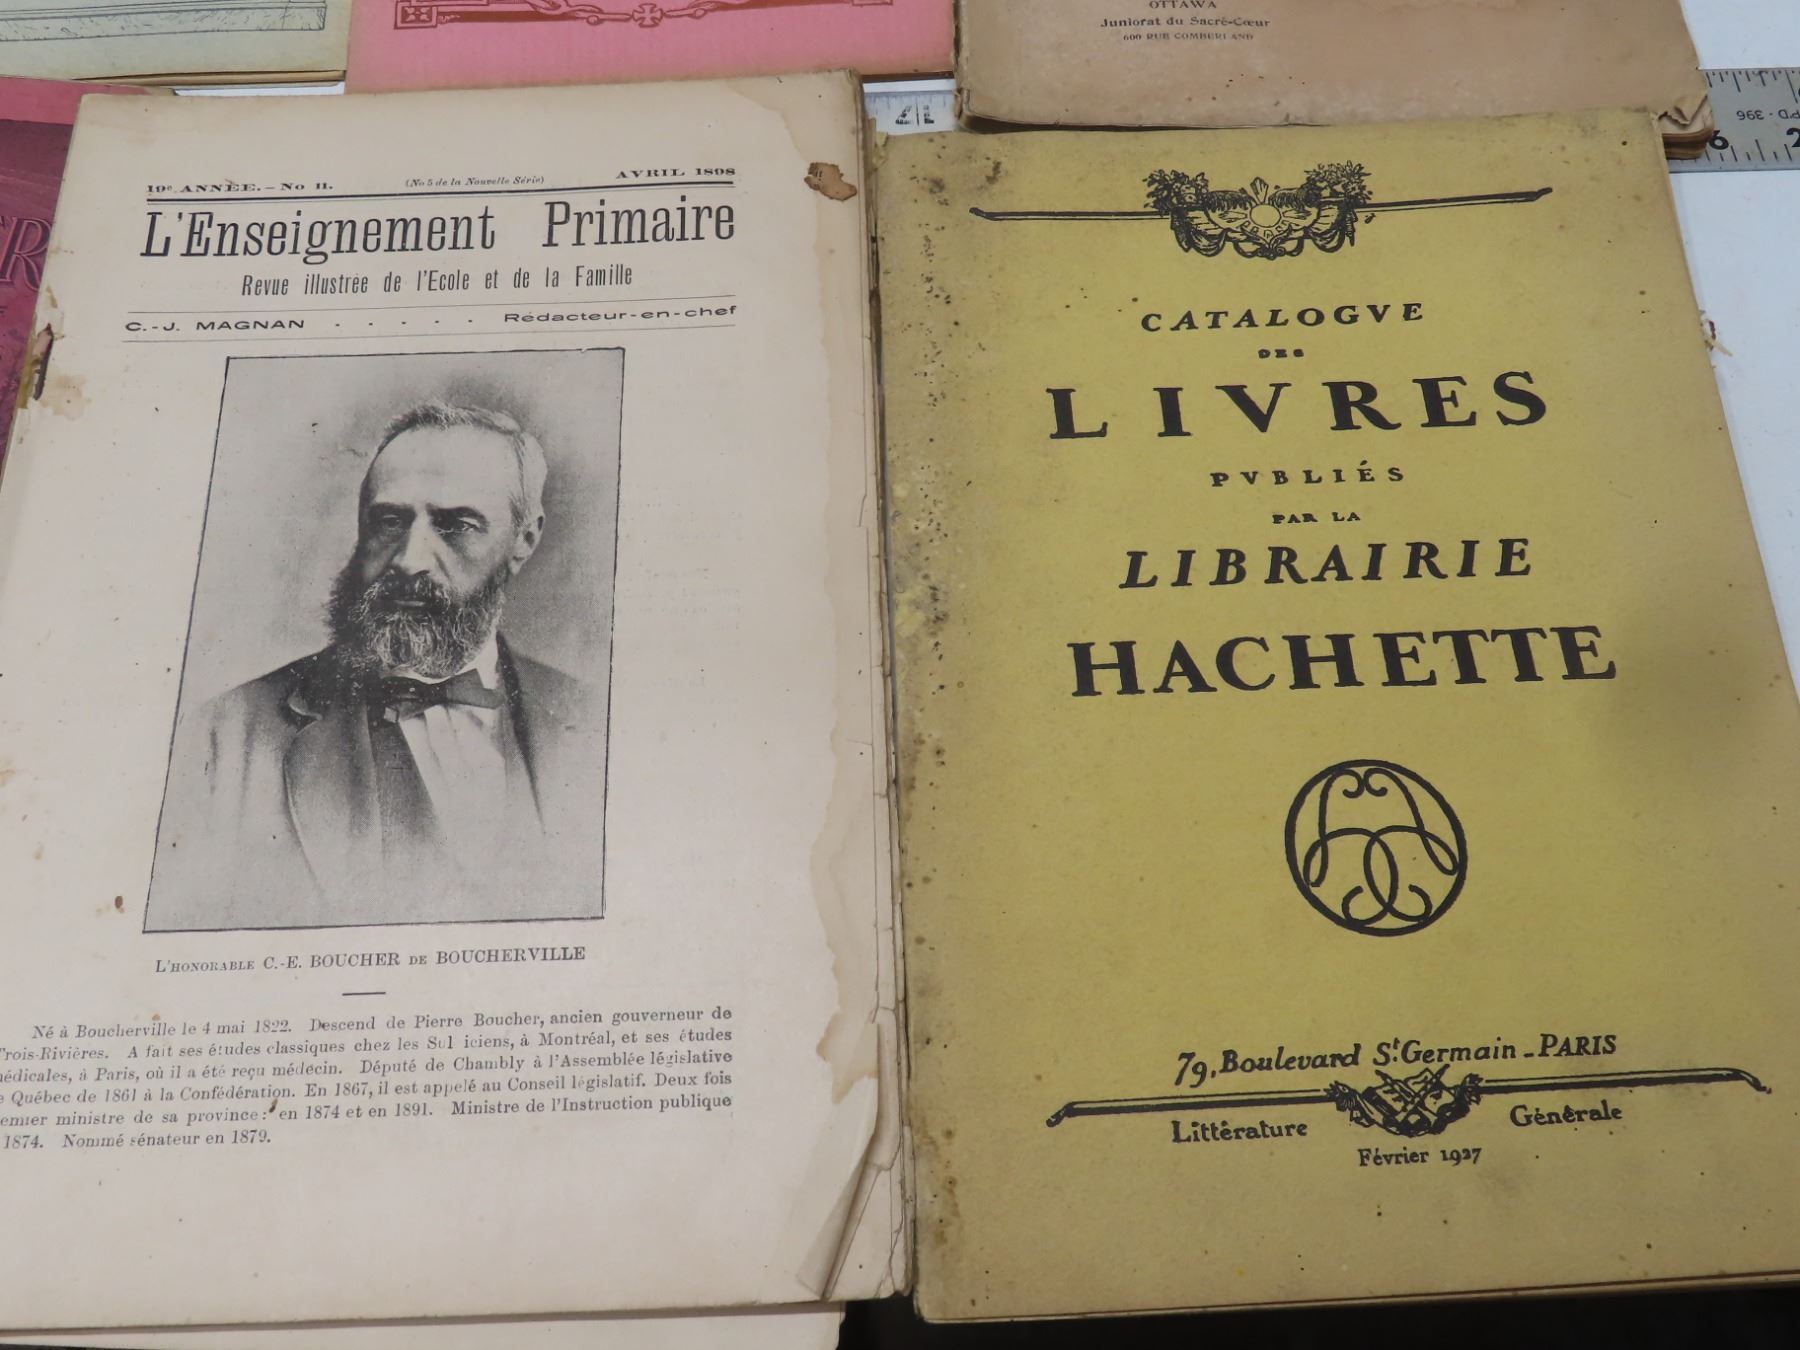 OTTAWA
Juniorat du Sacré-Cœur
600 RUE COMBERLAND
19e ANNÉE. – No 11.
(No 5 de la Nouvelle Série)
AVRIL 1898
L'Enseignement Primaire
Revue illustrée de l'Ecole et de la Famille
C.-J. MAGNAN . . . . . Rédacteur-en-chef
L'HONORABLE C.-E. BOUCHER DE BOUCHERVILLE
Né à Boucherville le 4 mai 1822. Descend de Pierre Boucher, ancien gouverneur de
Trois-Rivières. A fait ses études classiques chez les Sul iciens, à Montréal, et ses études
médicales, à Paris, où il a été reçu médecin. Député de Chambly à l'Assemblée législative
e Québec de 1861 à la Confédération. En 1867, il est appelé au Conseil législatif. Deux fois
emier ministre de sa province: en 1874 et en 1891. Ministre de l'Instruction publique
1874. Nommé sénateur en 1879.
CATALOGVE
DES
LIVRES
PVBLIÉS
PAR LA
LIBRAIRIE
HACHETTE
79, Boulevard St Germain - PARIS
Littérature Générale
Février 1927
6
396